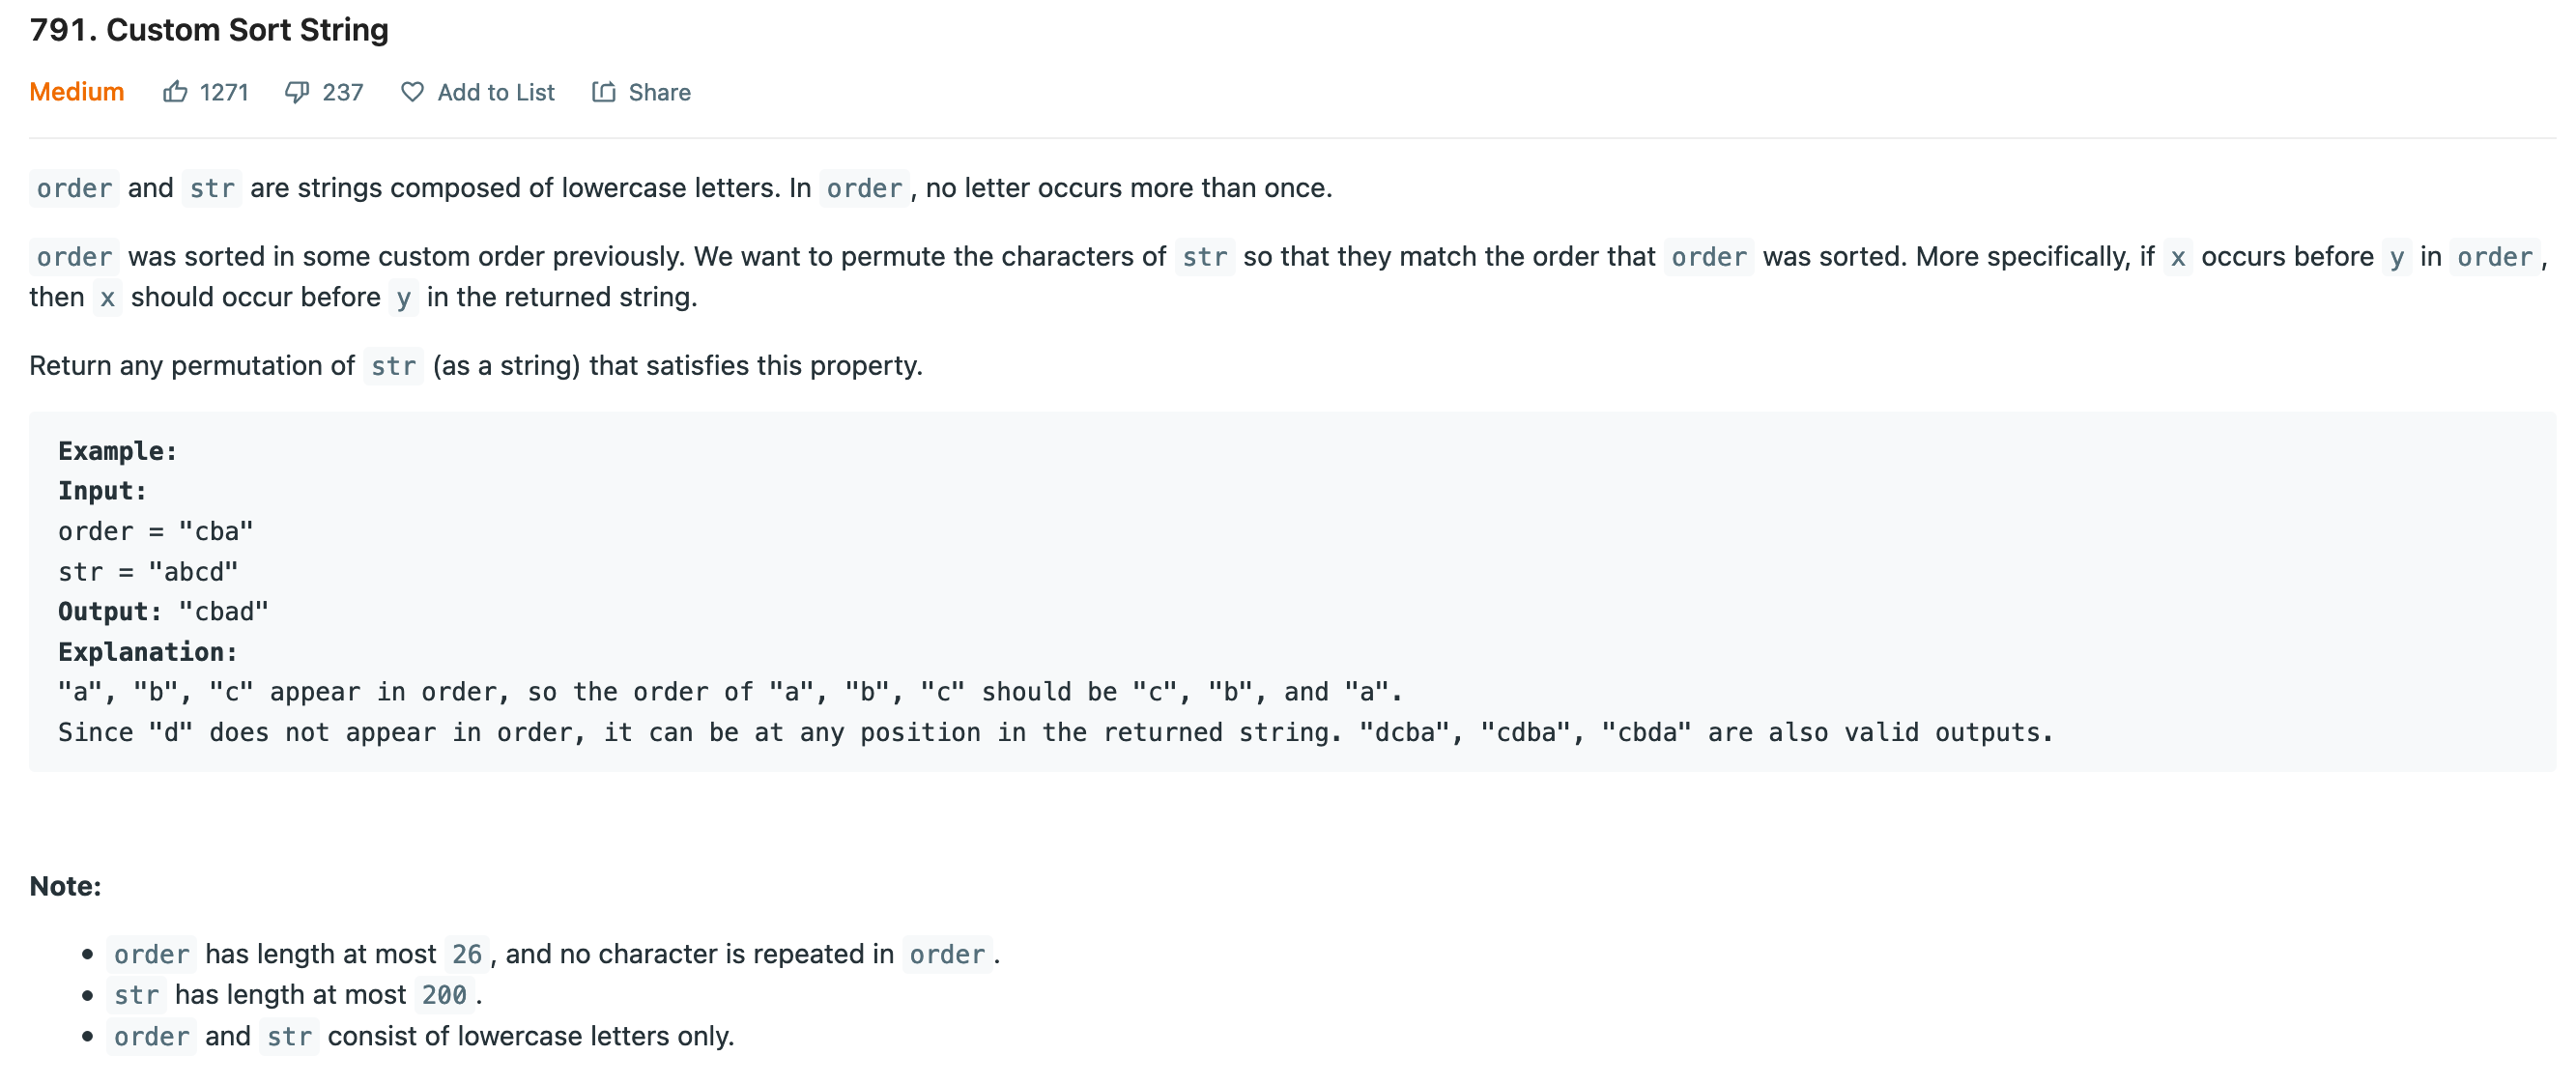 791. Custom Sort String
Medium 1271 237 Add to List Share
order and str are strings composed of lowercase letters. In order, no letter occurs more than once.
order was sorted in some custom order previously. We want to permute the characters of str so that they match the order that order was sorted. More specifically, if x occurs before y in order,
then x should occur before y in the returned string.
Return any permutation of str (as a string) that satisfies this property.
Example:
Input:
order = "cba"
str = "abcd"
Output: "cbad"
Explanation:
"a", "b", "c" appear in order, so the order of "a", "b", "c" should be "c", "b", and "a".
Since "d" does not appear in order, it can be at any position in the returned string. "dcba", "cdba", "cbda" are also valid outputs.
Note:
• order has length at most 26, and no character is repeated in order.
• str has length at most 200.
• order and str consist of lowercase letters only.